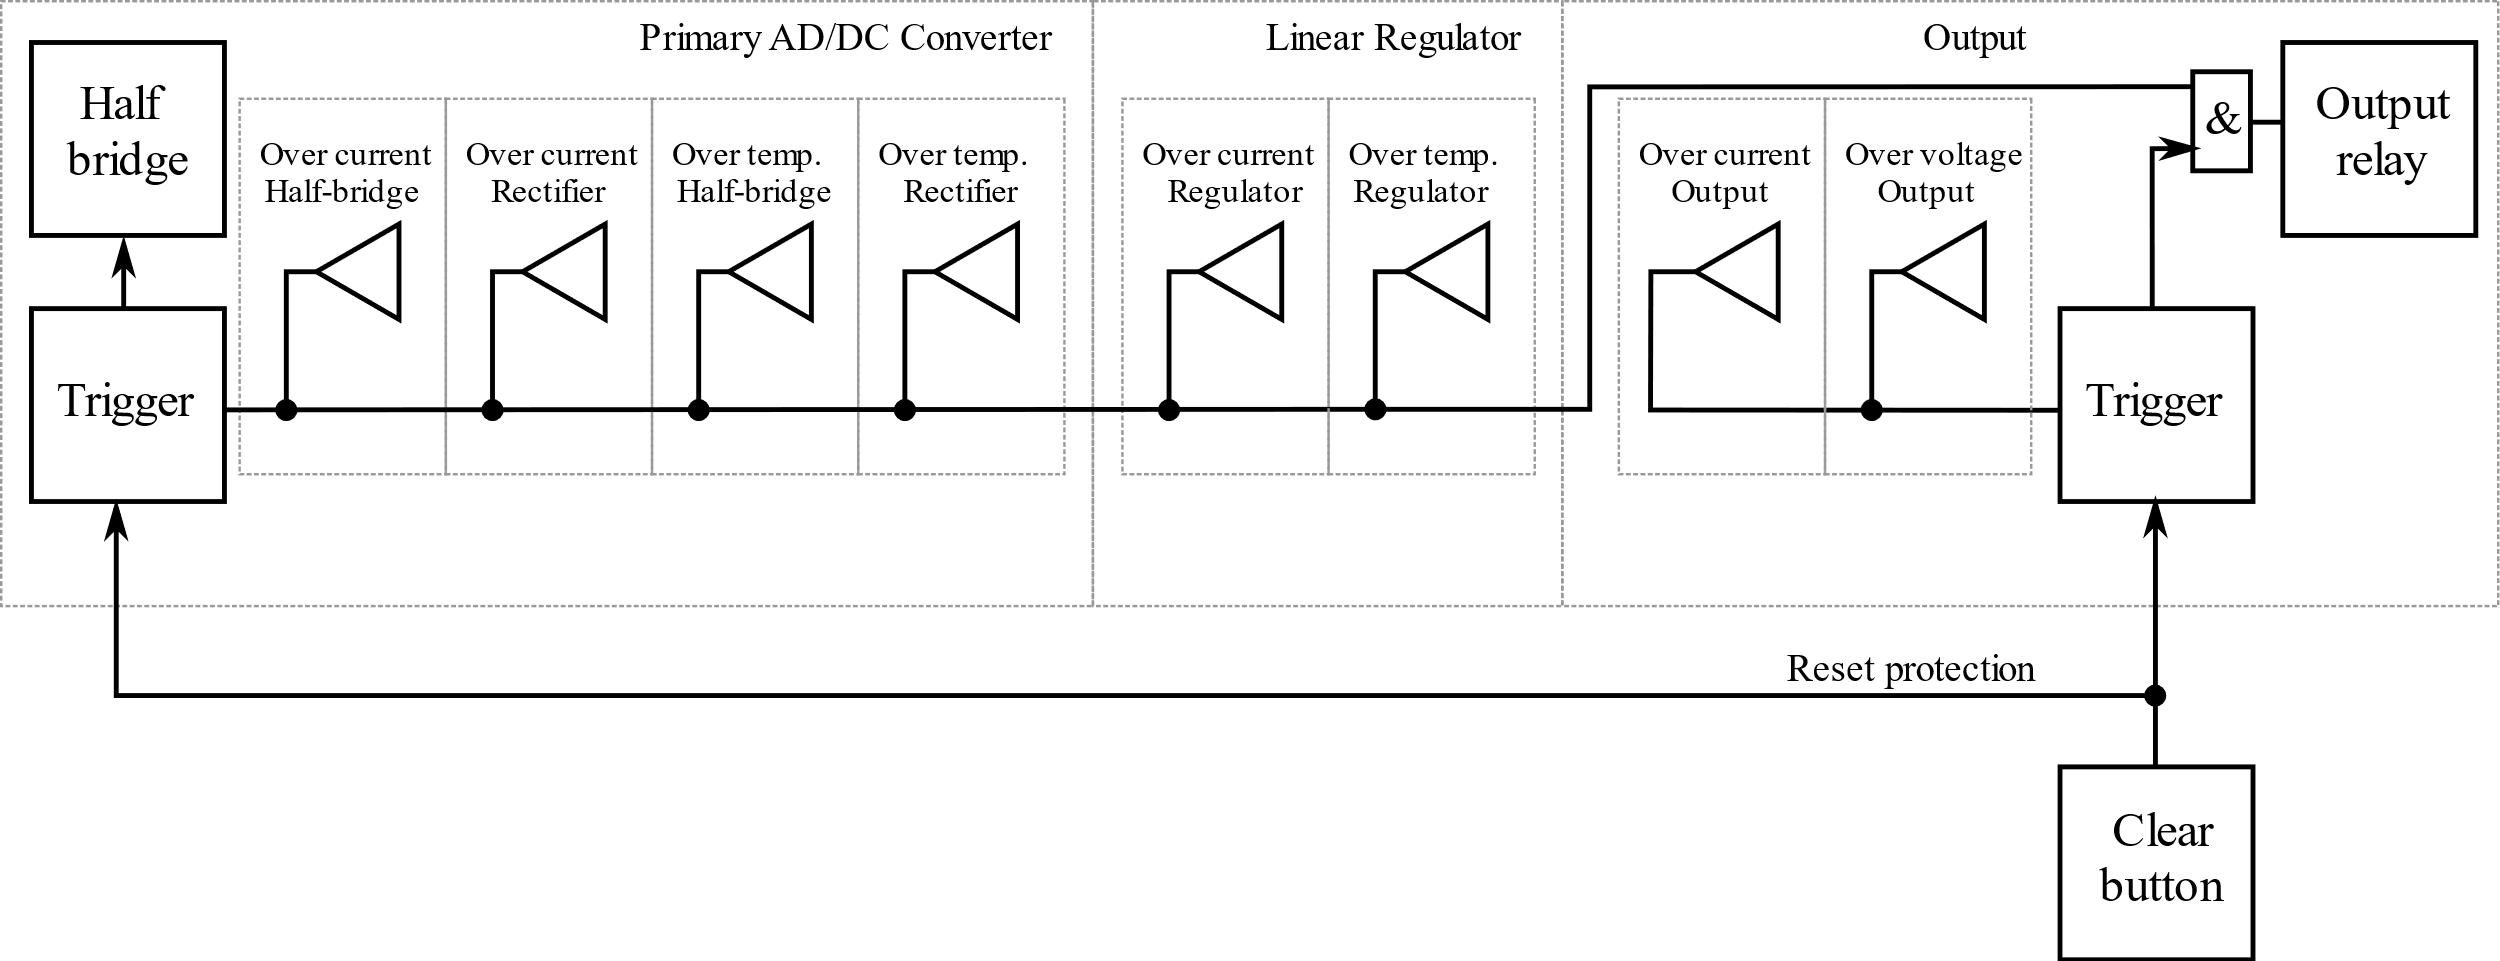 Primary AD/DC Converter
Linear Regulator
Output
Half
bridge
Over current
Half-bridge
Over current
Rectifier
Over temp.
Half-bridge
Over temp.
Rectifier
Over current
Regulator
Over temp.
Regulator
Over current
Output
Over voltage
Output
&
Output
relay
Trigger
Trigger
Reset protection
Clear
button